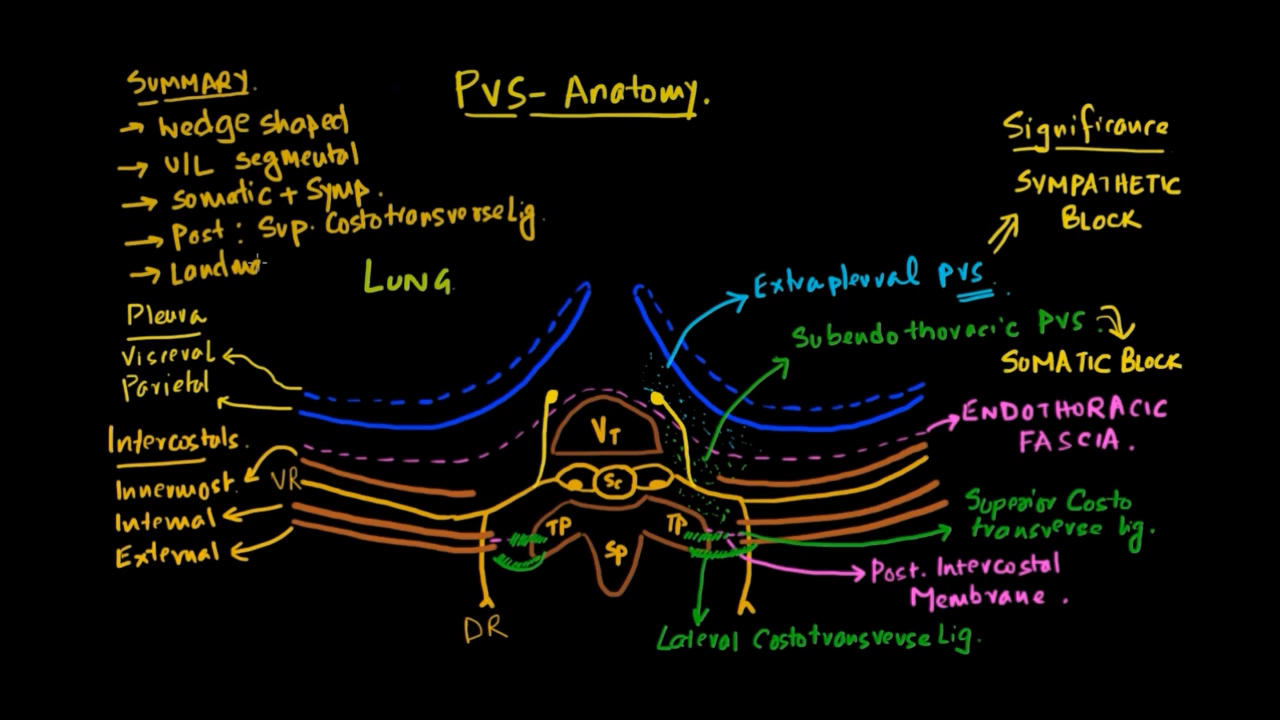 PVS- Anatomy.
SUMMARY.
→ Wedge shaped
→ U/L segmental
→ Somatic + Symp.
→ Post : Sup. Costotransverse Lig.
→ Landma
LUNG
Pleura
Visceral
Parietal
Intercostals.
Innermost.
Internal
External
VR
DR
VT
Sc
TP
TP
SP
Significance
SYMPATHETIC
BLOCK
Extrapleural PVS.
Subendothoracic PVS.
SOMATIC BLOCK
ENDOTHORACIC
FASCIA.
Superior Costo
transverse lig.
Post. Intercostal
Membrane.
Lateral Costotransverse Lig.